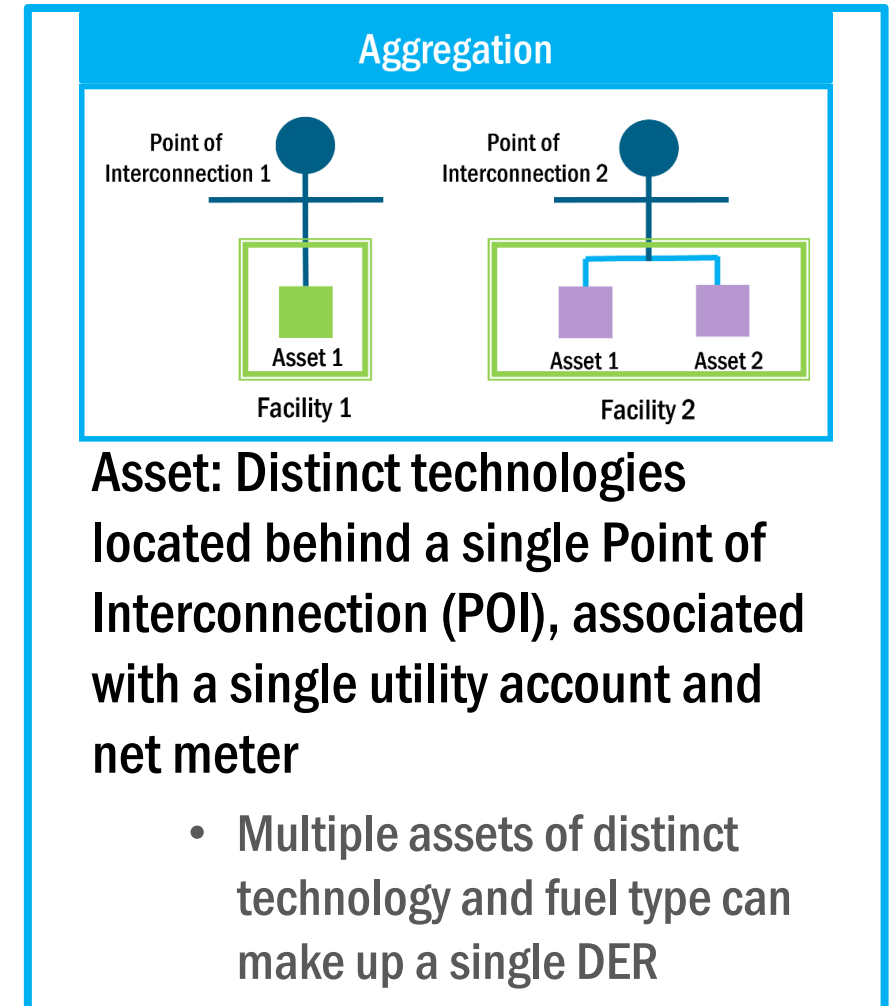 Aggregation
Point of
Interconnection 1
Point of
Interconnection 2
Asset 1
Asset 1
Asset 2
Facility 1
Facility 2
Asset: Distinct technologies
located behind a single Point of
Interconnection (POI), associated
with a single utility account and
net meter
• Multiple assets of distinct
technology and fuel type can
make up a single DER